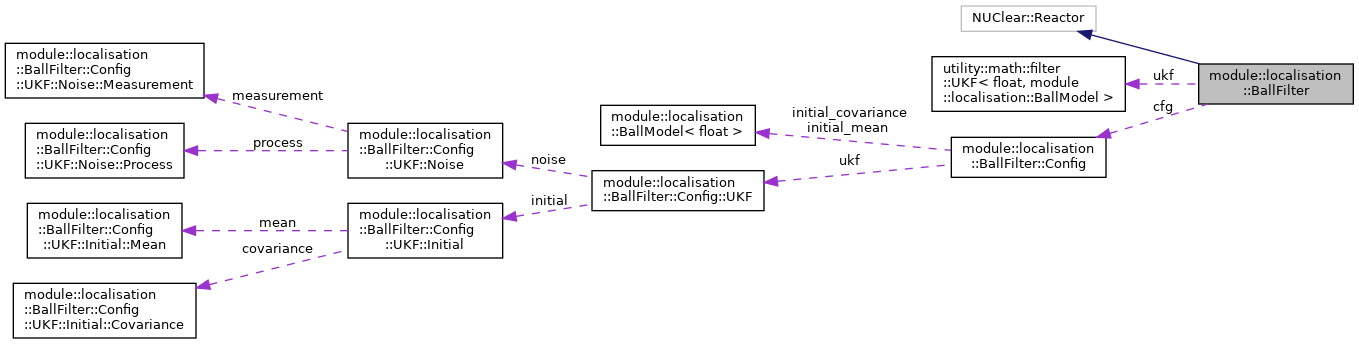 NUClear::Reactor
module::localisation
::BallFilter::Config
::UKF::Noise::Measurement
utility::math::filter
::UKF< float, module
::localisation::BallModel >
ukf
module::localisation
::BallFilter
measurement
cfg
module::localisation
::BallModel< float >
initial_covariance
initial_mean
module::localisation
::BallFilter::Config
::UKF::Noise::Process
process
module::localisation
::BallFilter::Config
::UKF::Noise
noise
ukf
module::localisation
::BallFilter::Config
module::localisation
::BallFilter::Config::UKF
initial
module::localisation
::BallFilter::Config
::UKF::Initial::Mean
mean
module::localisation
::BallFilter::Config
::UKF::Initial
covariance
module::localisation
::BallFilter::Config
::UKF::Initial::Covariance